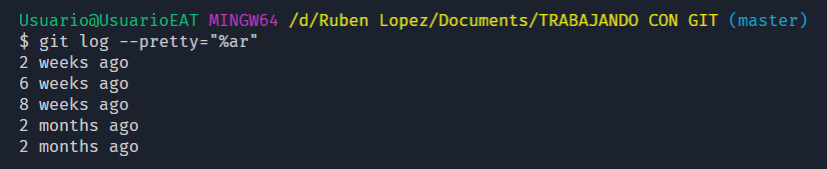 Usuario@UsuarioEAT MINGW64 /d/Ruben Lopez/Documents/TRABAJANDO CON GIT (master)
$ git log --pretty="%ar"
2 weeks ago
6 weeks ago
8 weeks ago
2 months ago
2 months ago